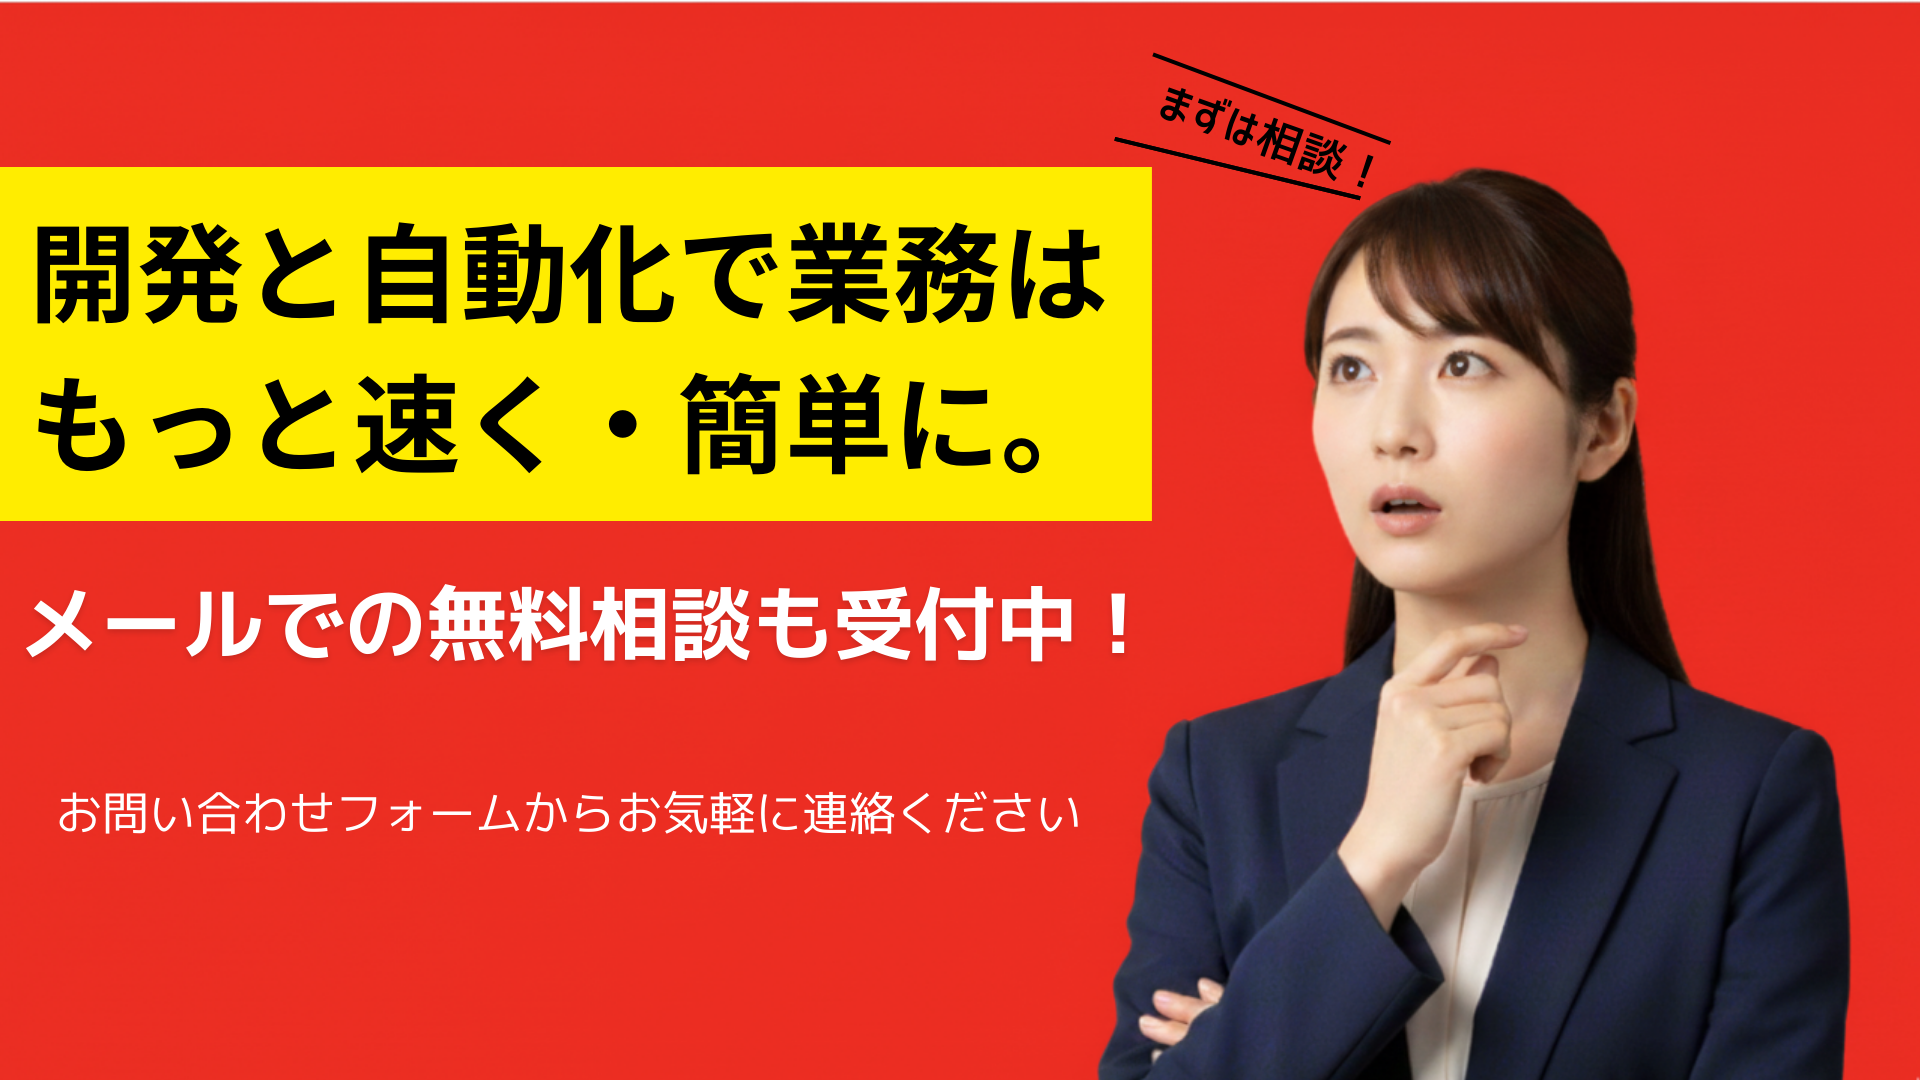 まずは相談！
開発と自動化で業務は
もっと速く・簡単に。
メールでの無料相談も受付中！
お問い合わせフォームからお気軽に連絡ください